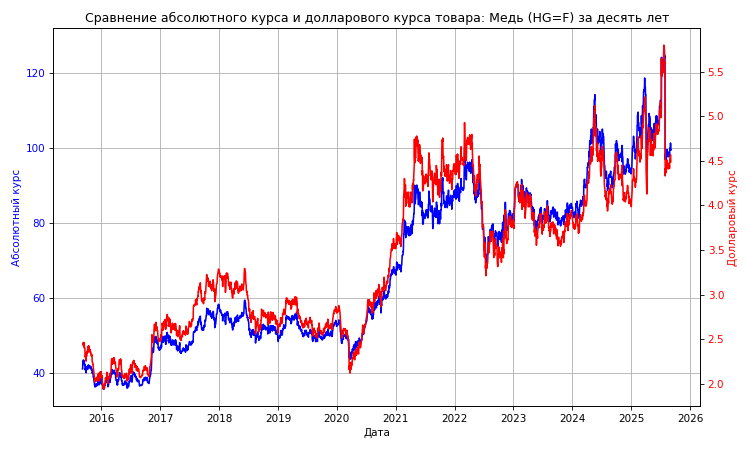 Сравнение абсолютного курса и долларового курса товара: Медь (HG=F) за десять лет
Абсолютный курс
120
100
80
60
40
5.5
5.0
4.5
4.0
3.5
3.0
2.5
2.0
Долларовый курс
2016 2017 2018 2019 2020 2021 2022 2023 2024 2025 2026
Дата